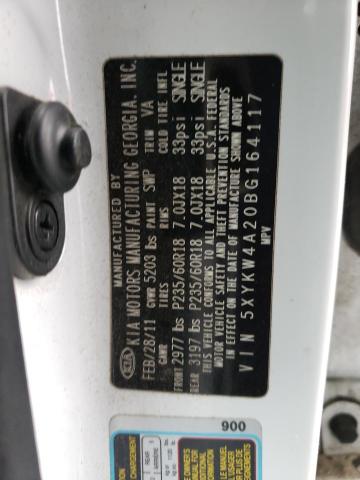 MANUFACTURED BY
KIA MOTORS MANUFACTURING GEORGIA, INC.
KIA
FEB/28/11 GVWR 5203 lbs PAINT SWP TRIM VA
GAWR TIRES RIMS COLD TIRE INFL
FRONT 2977 lbs P235/60R18 7.0JX18 33psi SINGLE
REAR 3197 lbs P235/60R18 7.0JX18 33psi SINGLE
THIS VEHICLE CONFORMS TO ALL APPLICABLE U.S.A. FEDERAL
MOTOR VEHICLE SAFETY AND THEFT PREVENTION STANDARDS
IN EFFECT ON THE DATE OF MANUFACTURE SHOWN ABOVE
VIN 5XYKW4A20BG164117
MPV
900
REAR
ARRIÈRE